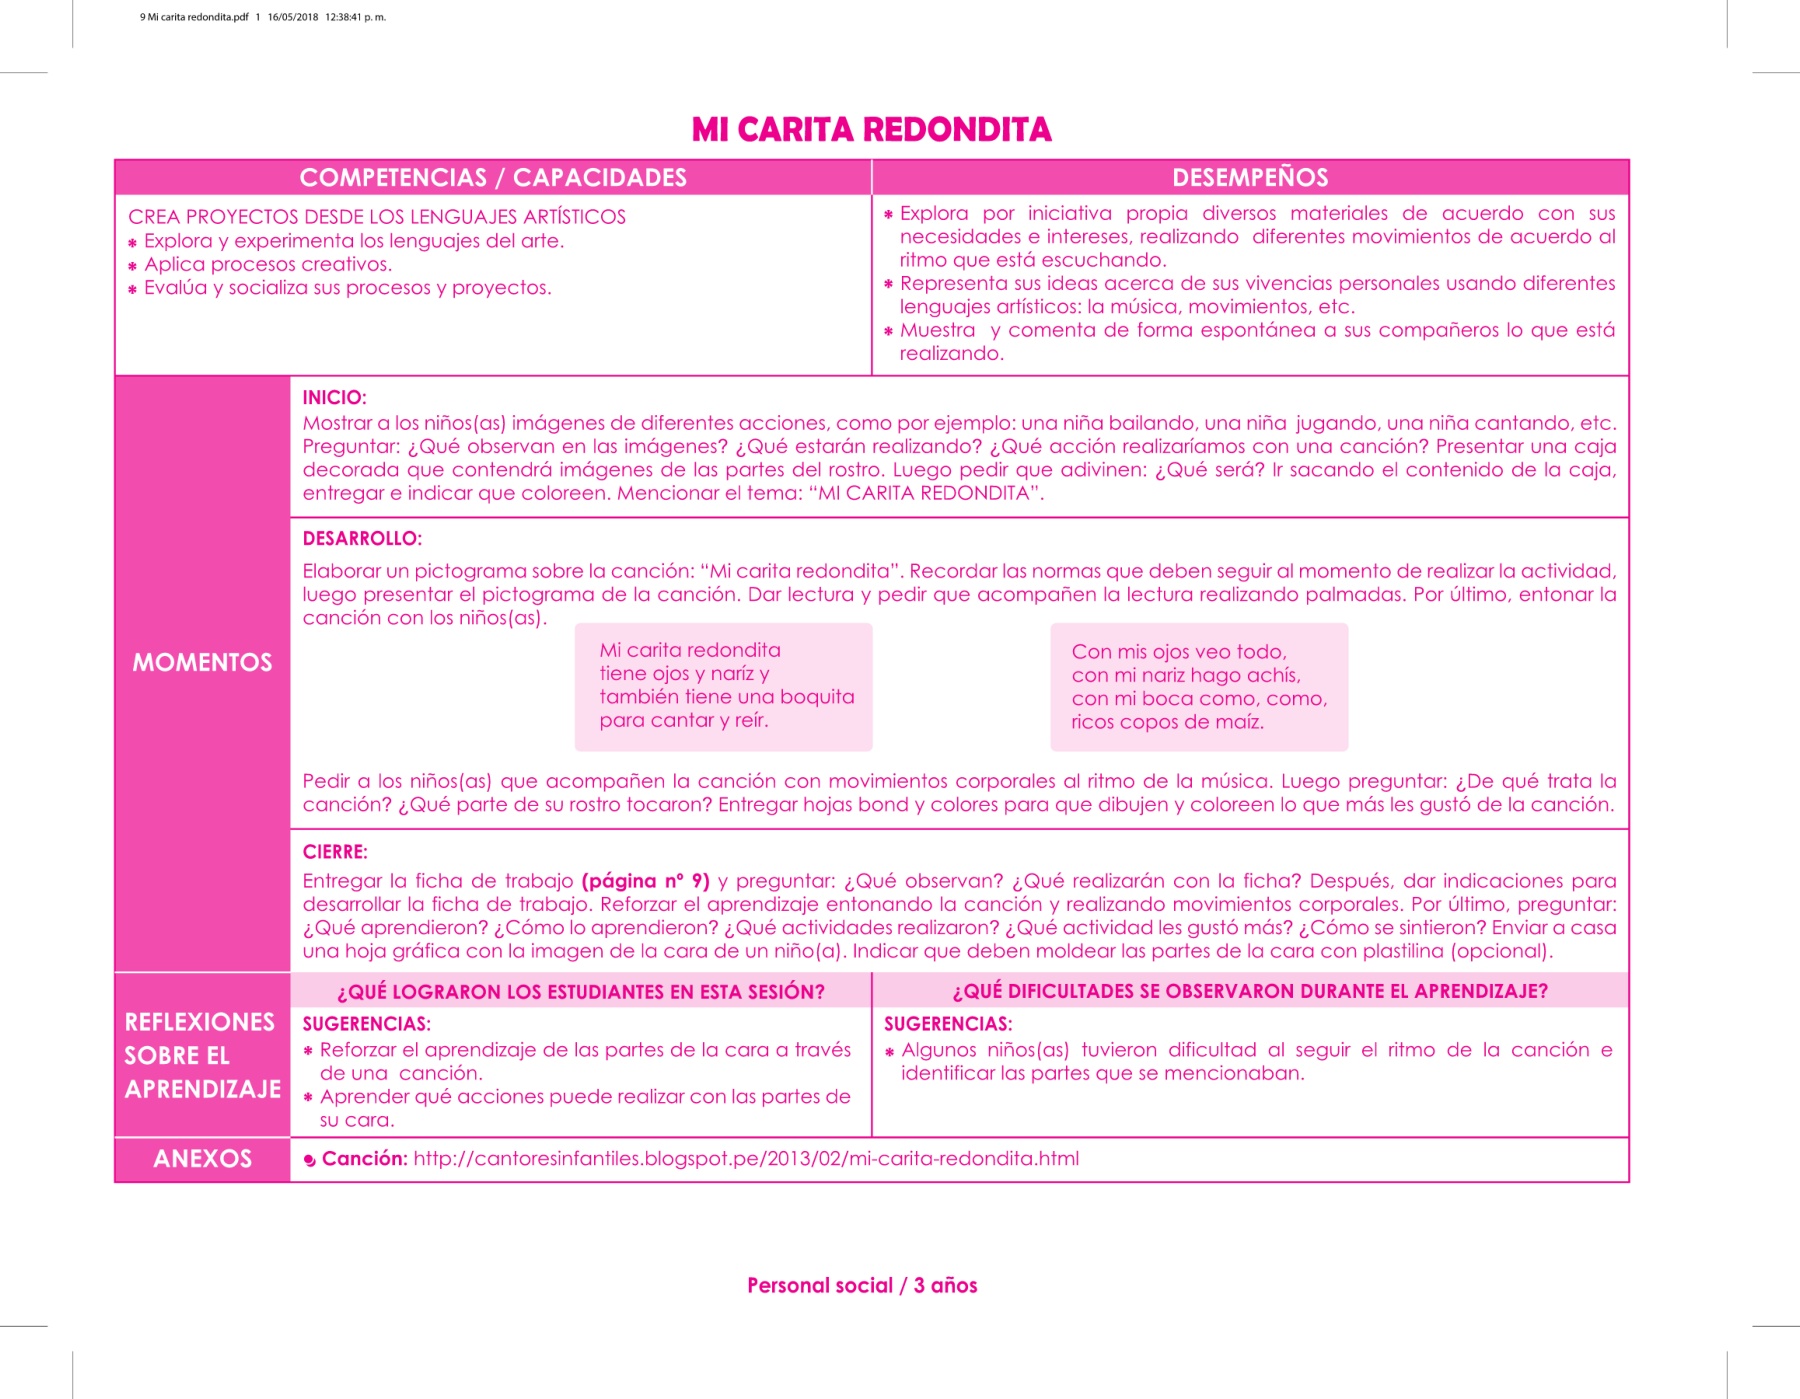 9 Mi carita redondita.pdf 1 16/05/2018 12:38:41 p. m.
MI CARITA REDONDITA
COMPETENCIAS / CAPACIDADES
DESEMPEÑOS
CREA PROYECTOS DESDE LOS LENGUAJES ARTÍSTICOS
* Explora y experimenta los lenguajes del arte.
* Aplica procesos creativos.
* Evalúa y socializa sus procesos y proyectos.
* Explora por iniciativa propia diversos materiales de acuerdo con sus
necesidades e intereses, realizando diferentes movimientos de acuerdo al
ritmo que está escuchando.
* Representa sus ideas acerca de sus vivencias personales usando diferentes
lenguajes artísticos: la música, movimientos, etc.
* Muestra y comenta de forma espontánea a sus compañeros lo que está
realizando.
MOMENTOS
INICIO:
Mostrar a los niños(as) imágenes de diferentes acciones, como por ejemplo: una niña bailando, una niña jugando, una niña cantando, etc.
Preguntar: ¿Qué observan en las imágenes? ¿Qué estarán realizando? ¿Qué acción realizaríamos con una canción? Presentar una caja
decorada que contendrá imágenes de las partes del rostro. Luego pedir que adivinen: ¿Qué será? Ir sacando el contenido de la caja,
entregar e indicar que coloreen. Mencionar el tema: “MI CARITA REDONDITA”.
DESARROLLO:
Elaborar un pictograma sobre la canción: “Mi carita redondita”. Recordar las normas que deben seguir al momento de realizar la actividad,
luego presentar el pictograma de la canción. Dar lectura y pedir que acompañen la lectura realizando palmadas. Por último, entonar la
canción con los niños(as).
Mi carita redondita
tiene ojos y naríz y
también tiene una boquita
para cantar y reír.
Con mis ojos veo todo,
con mi nariz hago achís,
con mi boca como, como,
ricos copos de maíz.
Pedir a los niños(as) que acompañen la canción con movimientos corporales al ritmo de la música. Luego preguntar: ¿De qué trata la
canción? ¿Qué parte de su rostro tocaron? Entregar hojas bond y colores para que dibujen y coloreen lo que más les gustó de la canción.
CIERRE:
Entregar la ficha de trabajo (página nº 9) y preguntar: ¿Qué observan? ¿Qué realizarán con la ficha? Después, dar indicaciones para
desarrollar la ficha de trabajo. Reforzar el aprendizaje entonando la canción y realizando movimientos corporales. Por último, preguntar:
¿Qué aprendieron? ¿Cómo lo aprendieron? ¿Qué actividades realizaron? ¿Qué actividad les gustó más? ¿Cómo se sintieron? Enviar a casa
una hoja gráfica con la imagen de la cara de un niño(a). Indicar que deben moldear las partes de la cara con plastilina (opcional).
REFLEXIONES
SOBRE EL
APRENDIZAJE
¿QUÉ LOGRARON LOS ESTUDIANTES EN ESTA SESIÓN?
SUGERENCIAS:
* Reforzar el aprendizaje de las partes de la cara a través
de una canción.
* Aprender qué acciones puede realizar con las partes de
su cara.
¿QUÉ DIFICULTADES SE OBSERVARON DURANTE EL APRENDIZAJE?
SUGERENCIAS:
* Algunos niños(as) tuvieron dificultad al seguir el ritmo de la canción e
identificar las partes que se mencionaban.
ANEXOS
Canción: http://cantoresinfantiles.blogspot.pe/2013/02/mi-carita-redondita.html
Personal social / 3 años